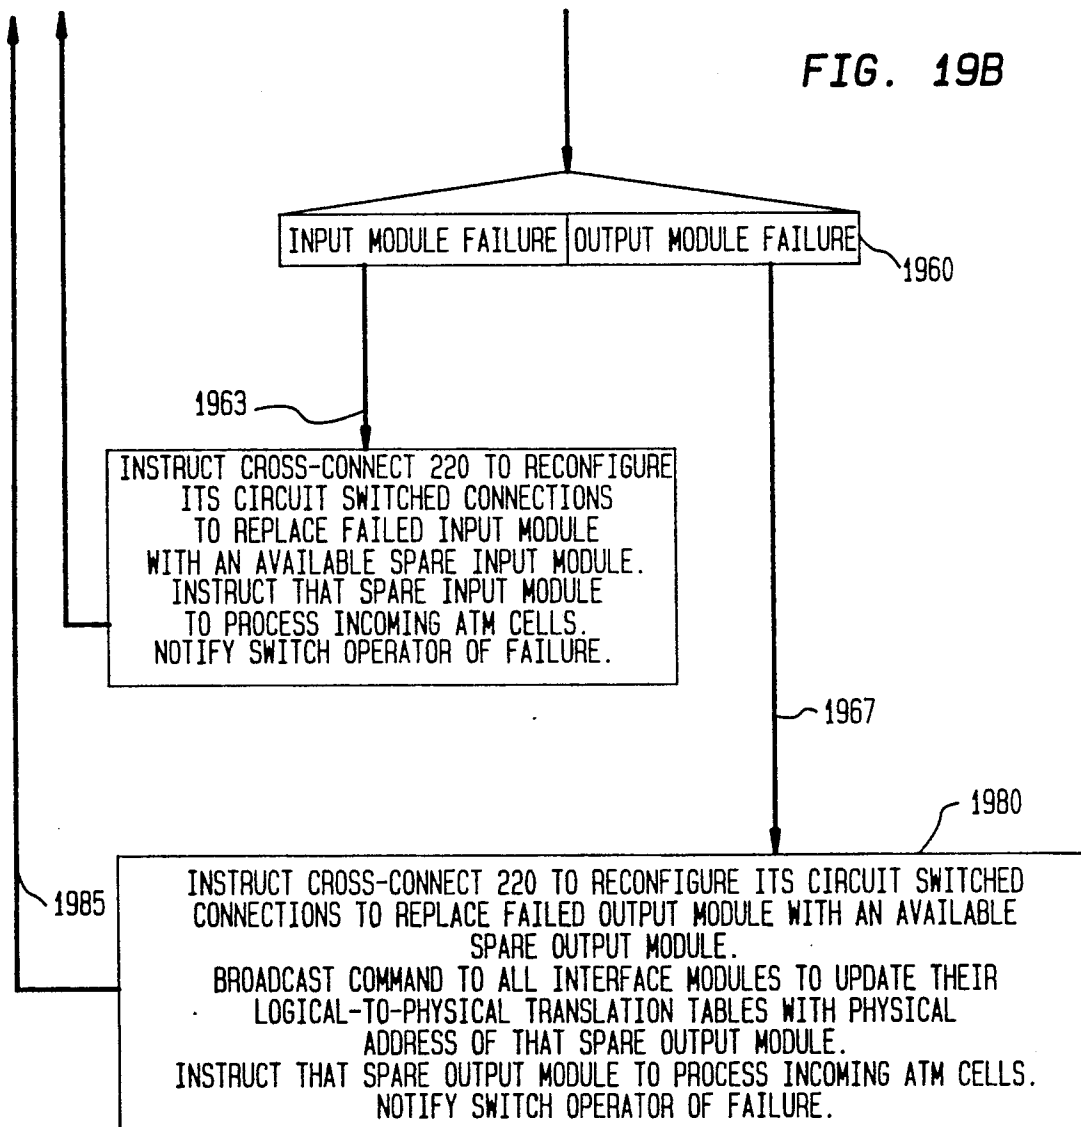 FIG. 19B
INPUT MODULE FAILURE
OUTPUT MODULE FAILURE
1960
1963
INSTRUCT CROSS-CONNECT 220 TO RECONFIGURE
ITS CIRCUIT SWITCHED CONNECTIONS
TO REPLACE FAILED INPUT MODULE
WITH AN AVAILABLE SPARE INPUT MODULE.
INSTRUCT THAT SPARE INPUT MODULE
TO PROCESS INCOMING ATM CELLS.
NOTIFY SWITCH OPERATOR OF FAILURE.
1967
1980
1985
INSTRUCT CROSS-CONNECT 220 TO RECONFIGURE ITS CIRCUIT SWITCHED
CONNECTIONS TO REPLACE FAILED OUTPUT MODULE WITH AN AVAILABLE
SPARE OUTPUT MODULE.
BROADCAST COMMAND TO ALL INTERFACE MODULES TO UPDATE THEIR
LOGICAL-TO-PHYSICAL TRANSLATION TABLES WITH PHYSICAL
ADDRESS OF THAT SPARE OUTPUT MODULE.
INSTRUCT THAT SPARE OUTPUT MODULE TO PROCESS INCOMING ATM CELLS.
NOTIFY SWITCH OPERATOR OF FAILURE.